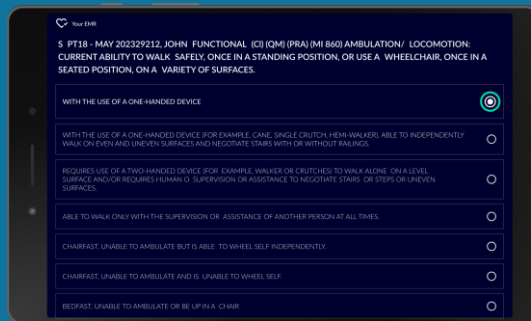 Your EMR
S PT18 - MAY 202329212, JOHN FUNCTIONAL (CI) (QM) (PRA) (MI 860) AMBULATION/ LOCOMOTION:
CURRENT ABILITY TO WALK SAFELY, ONCE IN A STANDING POSITION, OR USE A WHEELCHAIR, ONCE IN A
SEATED POSITION, ON A VARIETY OF SURFACES.
WITH THE USE OF A ONE-HANDED DEVICE
WITH THE USE OF A ONE-HANDED DEVICE (FOR EXAMPLE, CANE, SINGLE CRUTCH, HEMI-WALKER), ABLE TO INDEPENDENTLY
WALK ON EVEN AND UNEVEN SURFACES AND NEGOTIATE STAIRS WITH OR WITHOUT RAILINGS.
REQUIRES USE OF A TWO-HANDED DEVICE (FOR EXAMPLE, WALKER OR CRUTCHES) TO WALK ALONE ON A LEVEL
SURFACE AND/OR REQUIRES HUMAN O SUPERVISION OR ASSISTANCE TO NEGOTIATE STAIRS OR STEPS OR UNEVEN
SURFACES.
ABLE TO WALK ONLY WITH THE SUPERVISION OR ASSISTANCE OF ANOTHER PERSON AT ALL TIMES.
CHAIRFAST, UNABLE TO AMBULATE BUT IS ABLE TO WHEEL SELF INDEPENDENTLY.
CHAIRFAST, UNABLE TO AMBULATE AND IS UNABLE TO WHEEL SELF.
BEDFAST, UNABLE TO AMBULATE OR BE UP IN A CHAIR